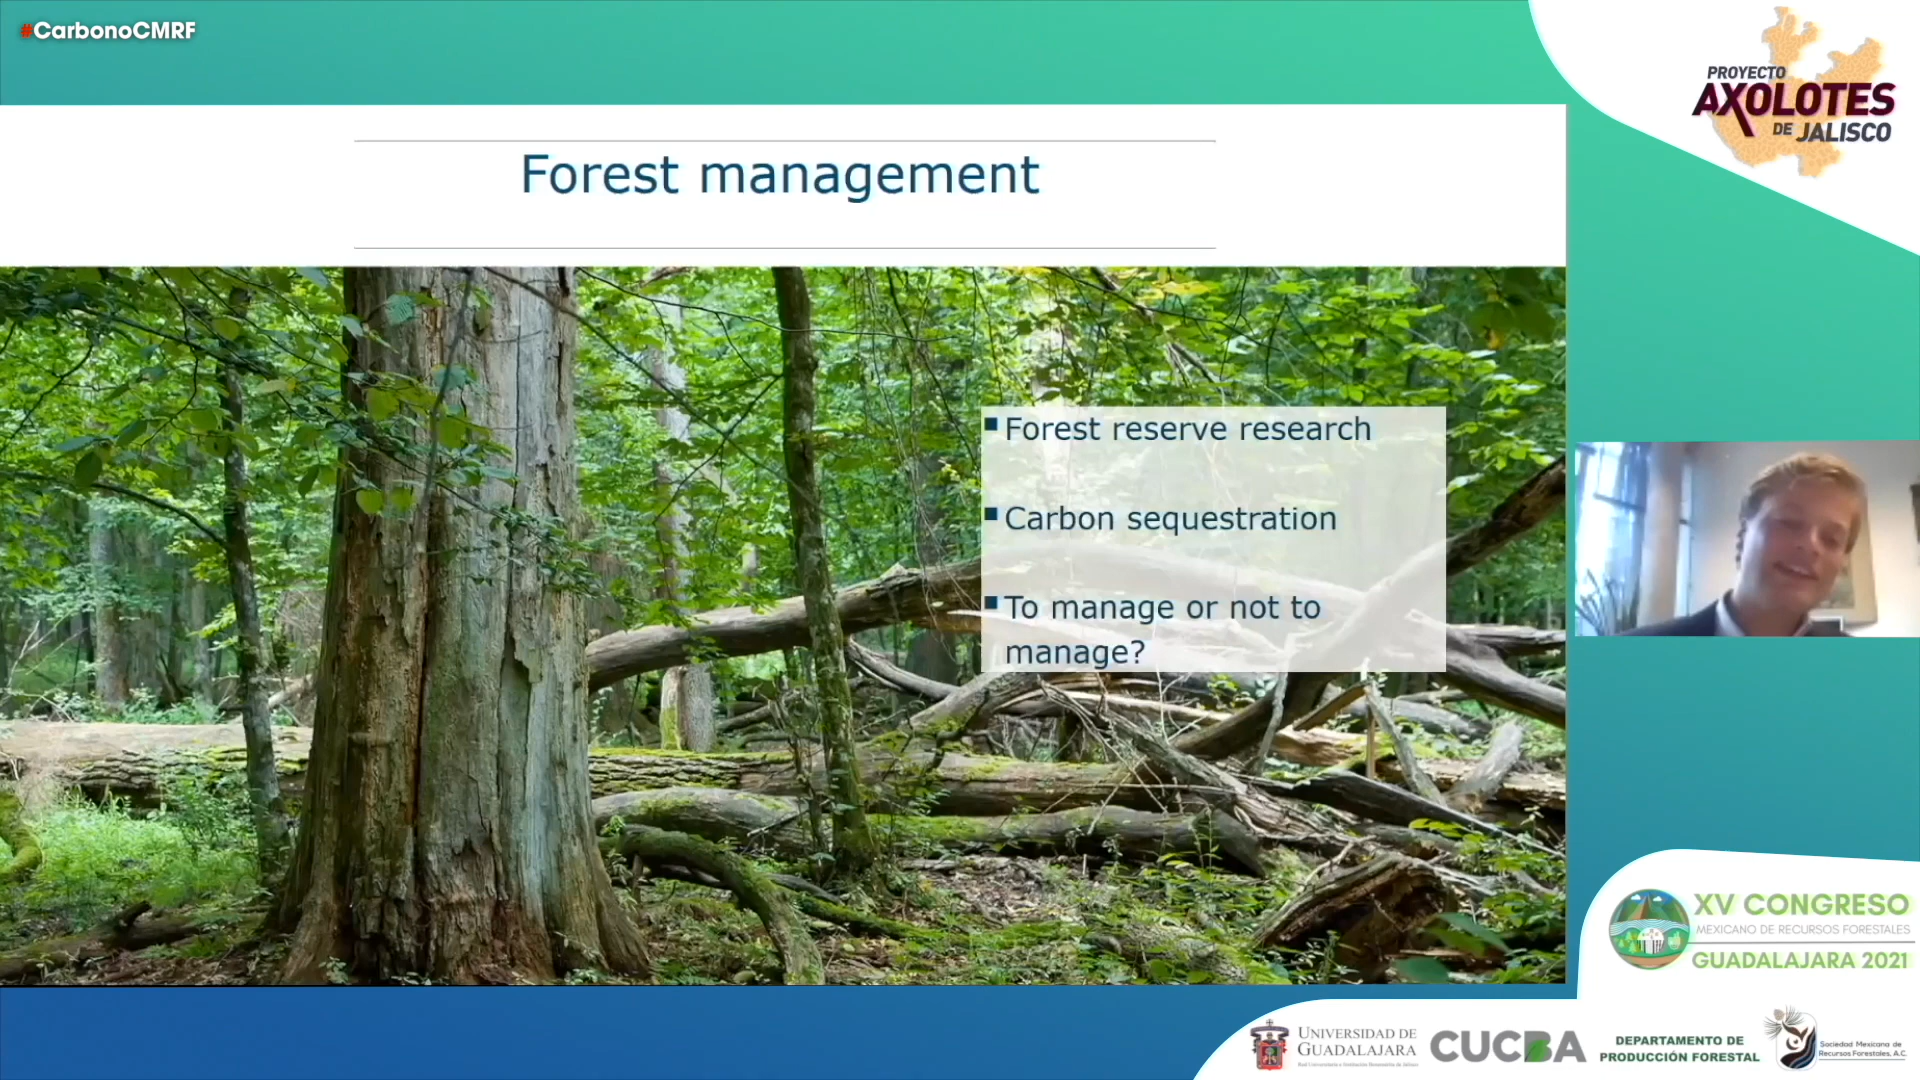 #CarbonoCMRF
PROYECTO
AXOLOTES
DE JALISCO
Forest management
Forest reserve research
Carbon sequestration
To manage or not to
manage?
XV CONGRESO
MEXICANO DE RECURSOS FORESTALES
GUADALAJARA 2021
UNIVERSIDAD DE
GUADALAJARA
CUCBA
DEPARTAMENTO DE
PRODUCCIÓN FORESTAL
Sociedad Mexicana de
Recursos Forestales, A.C.